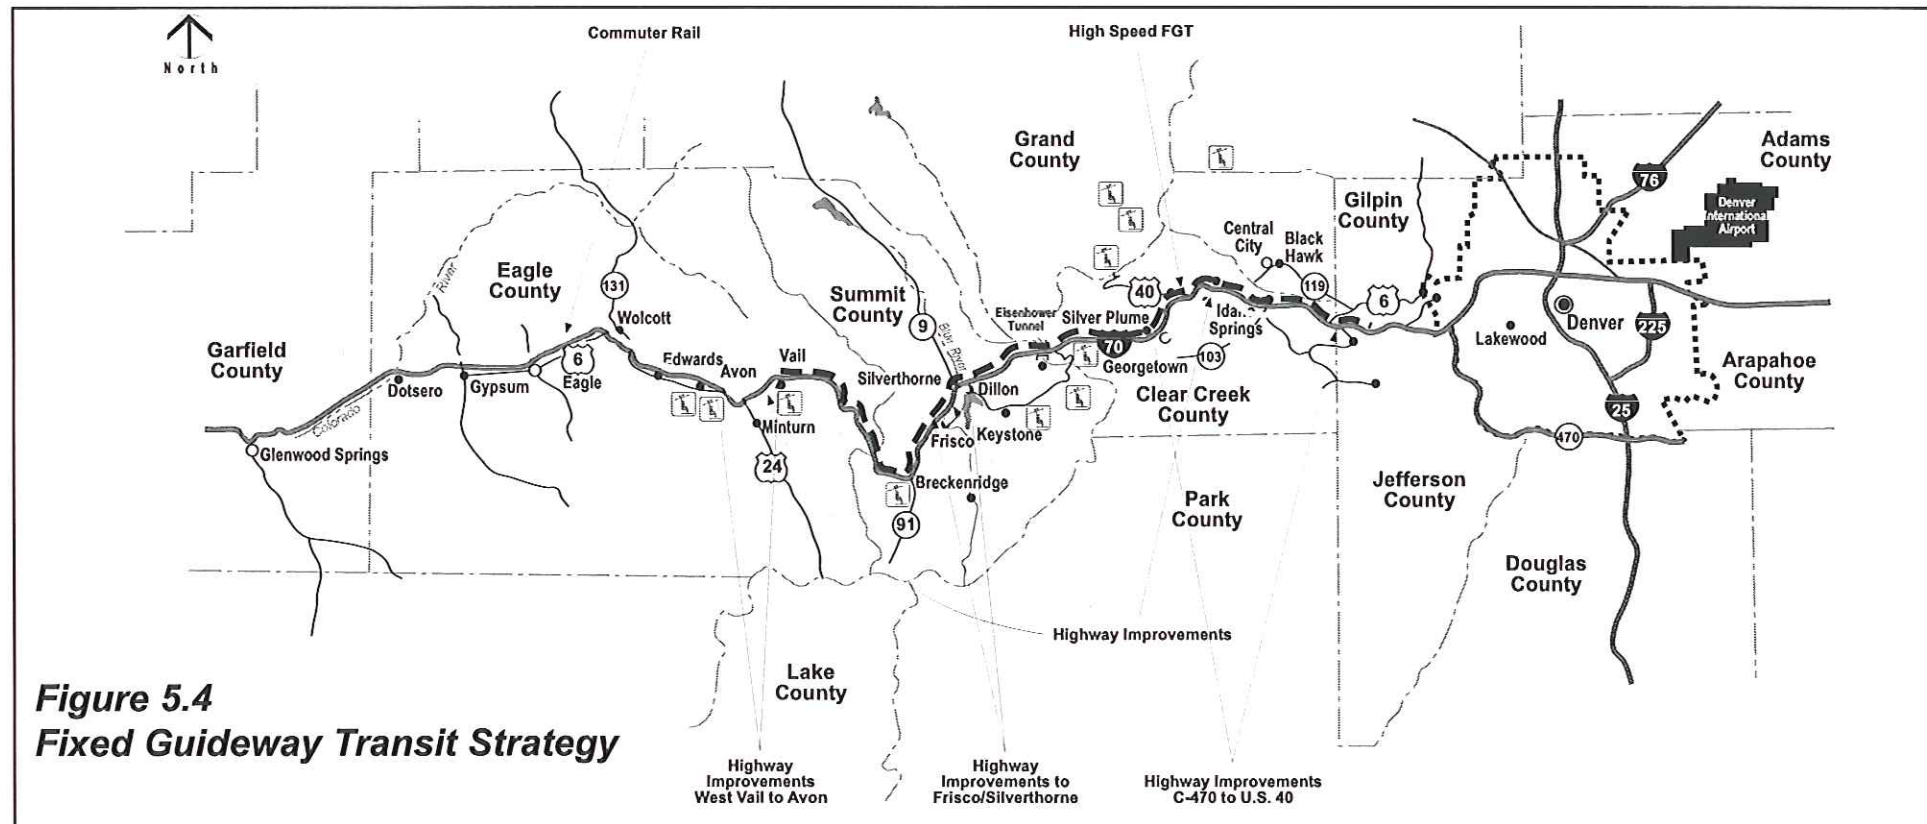 North
Commuter Rail
High Speed FGT
Grand
County
Adams
County
76
Gilpin
County
Denver
International
Airport
Central
City
Black
Hawk
River
Eagle
County
131
Wolcott
Summit
County
9
Blue River
Eisenhower
Tunnel
40
Silver Plume
119
6
Idaho
Springs
Denver
225
Lakewood
Garfield
County
6
Eagle
Edwards
Avon
Vail
Silverthorne
70
103
Georgetown
Arapahoe
County
Dotsero
Gypsum
Dillon
Clear Creek
County
25
Colorado
Minturn
Frisco
Keystone
470
Glenwood Springs
24
Breckenridge
Jefferson
County
91
Park
County
Douglas
County
Highway Improvements
Lake
County
Figure 5.4
Fixed Guideway Transit Strategy
Highway
Improvements
West Vail to Avon
Highway
Improvements to
Frisco/Silverthorne
Highway Improvements
C-470 to U.S. 40